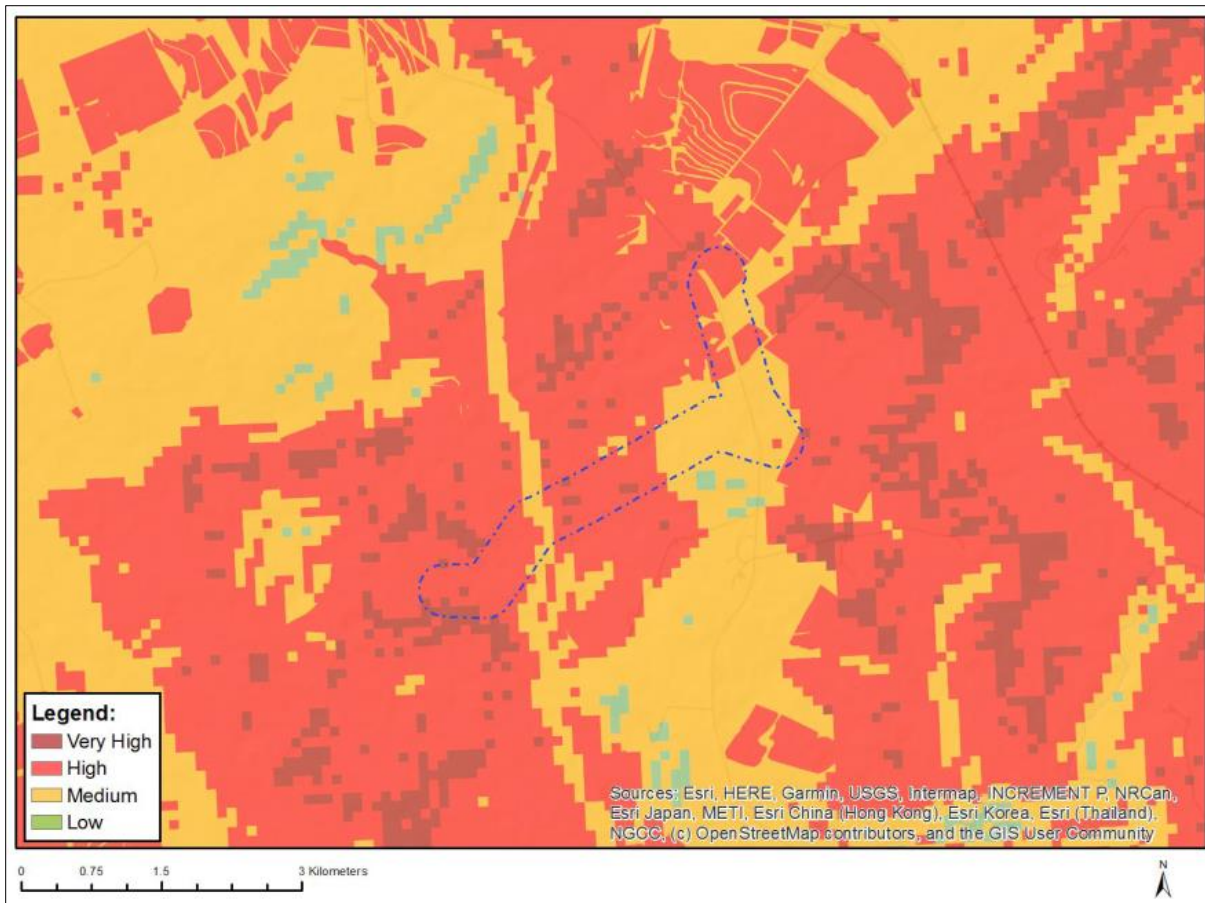 Legend:
Very High
High
Medium
Low
Sources: Esri, HERE, Garmin, USGS, Intermap, INCREMENT P, NRCan,
Esri Japan, METI, Esri China (Hong Kong), Esri Korea, Esri (Thailand),
NGCC, (c) OpenStreetMap contributors, and the GIS User Community
0 0.75 1.5 3 Kilometers
N